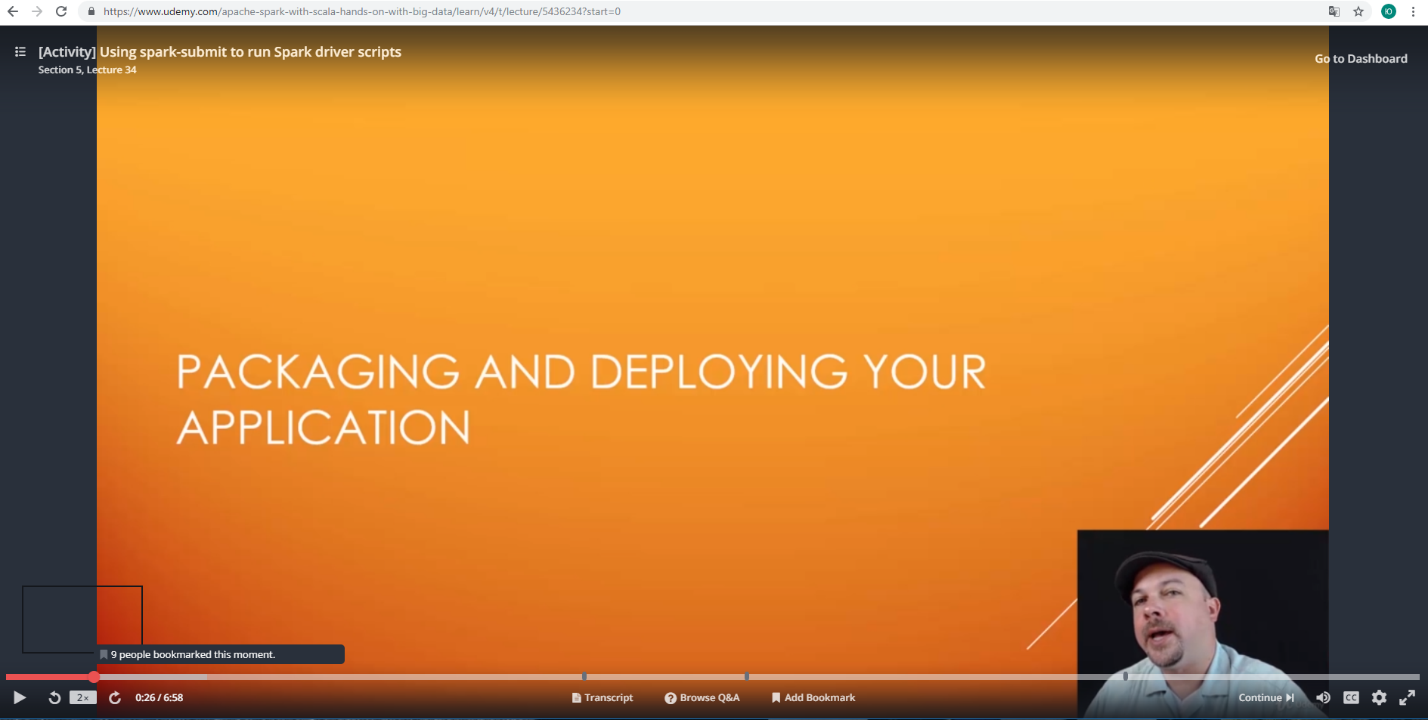 https://www.udemy.com/apache-spark-with-scala-hands-on-with-big-data/learn/v4/t/lecture/5436234?start=0
Ю
[Activity] Using spark-submit to run Spark driver scripts
Section 5, Lecture 34
Go to Dashboard
PACKAGING AND DEPLOYING YOUR
APPLICATION
9 people bookmarked this moment.
2×
0:26 / 6:58
Transcript
Browse Q&A
Add Bookmark
Continue
CC